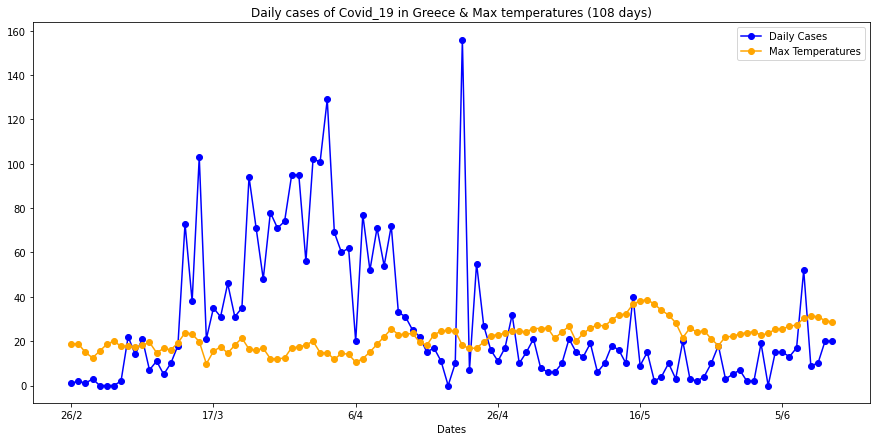 Daily cases of Covid_19 in Greece & Max temperatures (108 days)
Daily Cases
Max Temperatures
160
140
120
100
80
60
40
20
0
26/2 17/3 6/4 26/4 16/5 5/6
Dates